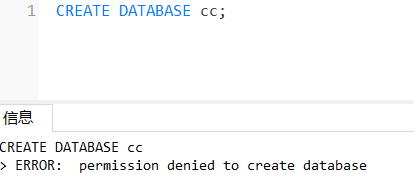 1 CREATE DATABASE cc;
信息
CREATE DATABASE cc
> ERROR:  permission denied to create database